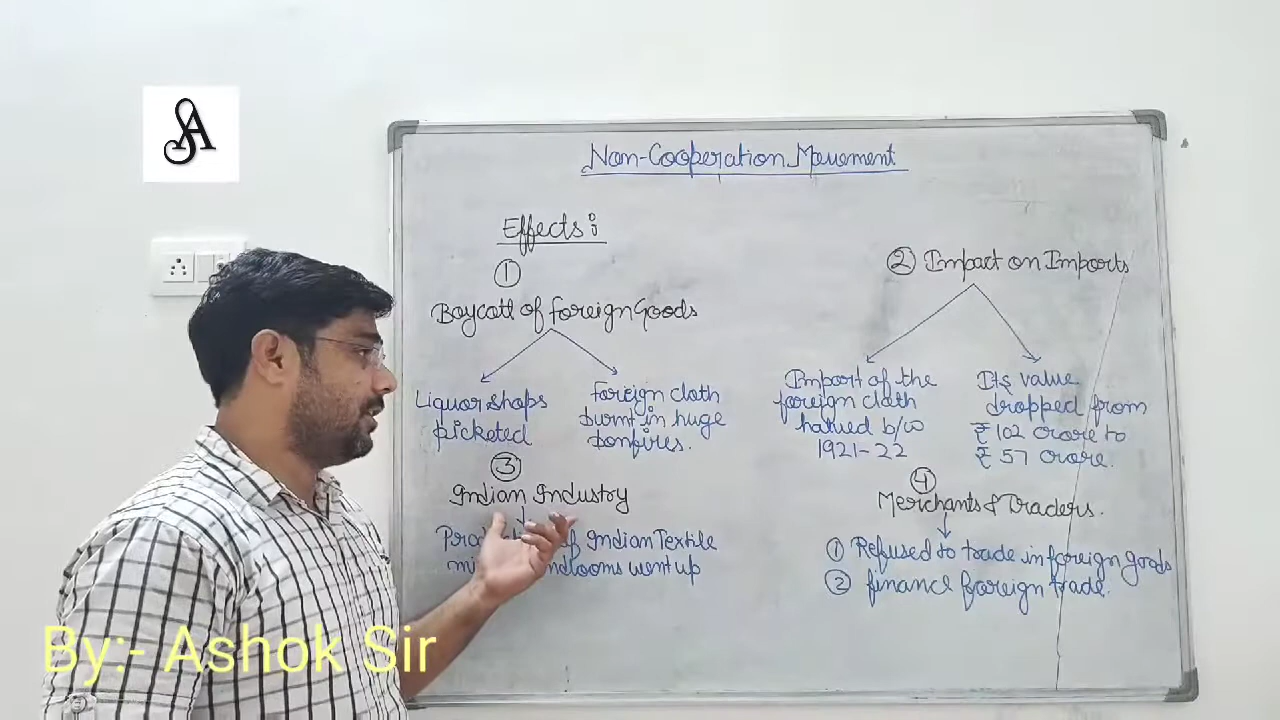 SA
Non-Cooperation Movement
Effects :
①
Boycott of foreign Goods
Liquor shops
picketed
Foreign cloth
burnt in huge
bonfires.
② Impact on Imports
Import of the
foreign cloth
halved b/w
1921-22
Its value
dropped from
₹ 102 crore to
₹ 57 crore.
③
Indian Industry
of Indian Textile
went up
④
Merchants & Traders.
① Refused to trade in foreign goods
② finance foreign trade.
By:- Ashok Sir